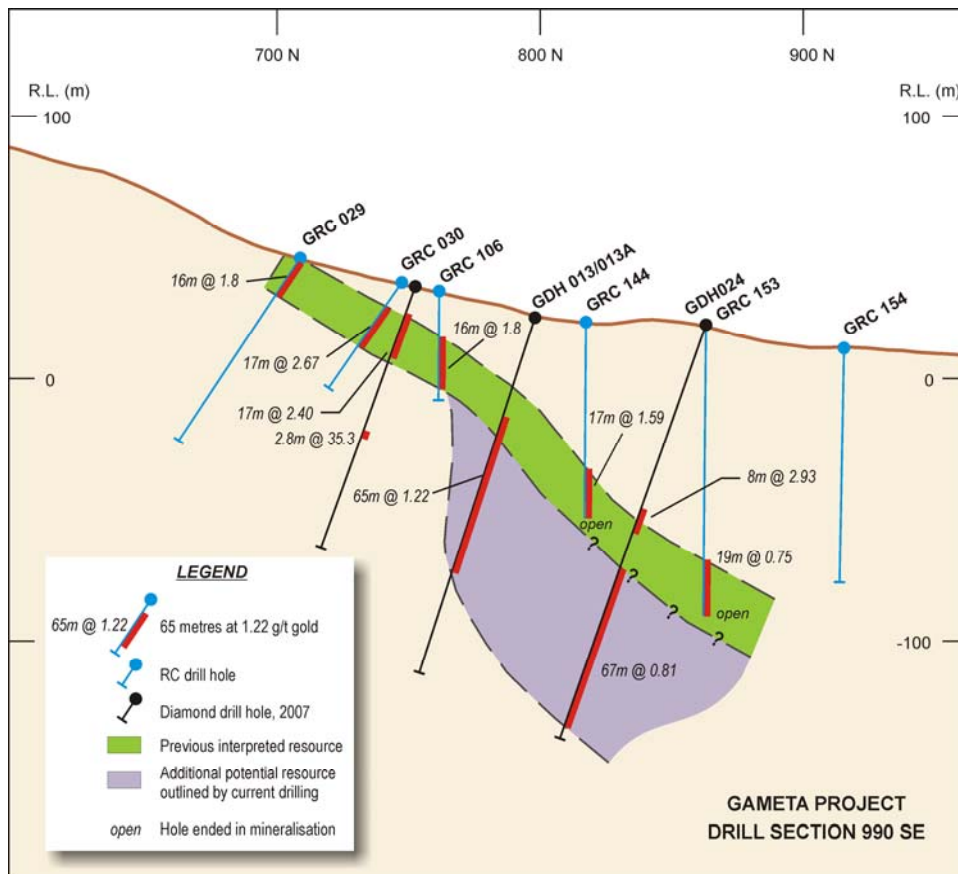 700 N
800 N
900 N
R.L. (m)
R.L. (m)
100
100
GRC 029
GRC 030
GRC 106
GDH 013/013A
GRC 144
GDH024
GRC 153
GRC 154
16m @ 1.8
16m @ 1.8
17m @ 2.67
0
0
17m @ 2.40
17m @ 1.59
2.8m @ 35.3
65m @ 1.22
8m @ 2.93
open
?
19m @ 0.75
?
open
?
?
-100
67m @ 0.81
LEGEND
65m @ 1.22
65 metres at 1.22 g/t gold
RC drill hole
Diamond drill hole, 2007
Previous interpreted resource
Additional potential resource
outlined by current drilling
open
Hole ended in mineralisation
GAMETA PROJECT
DRILL SECTION 990 SE